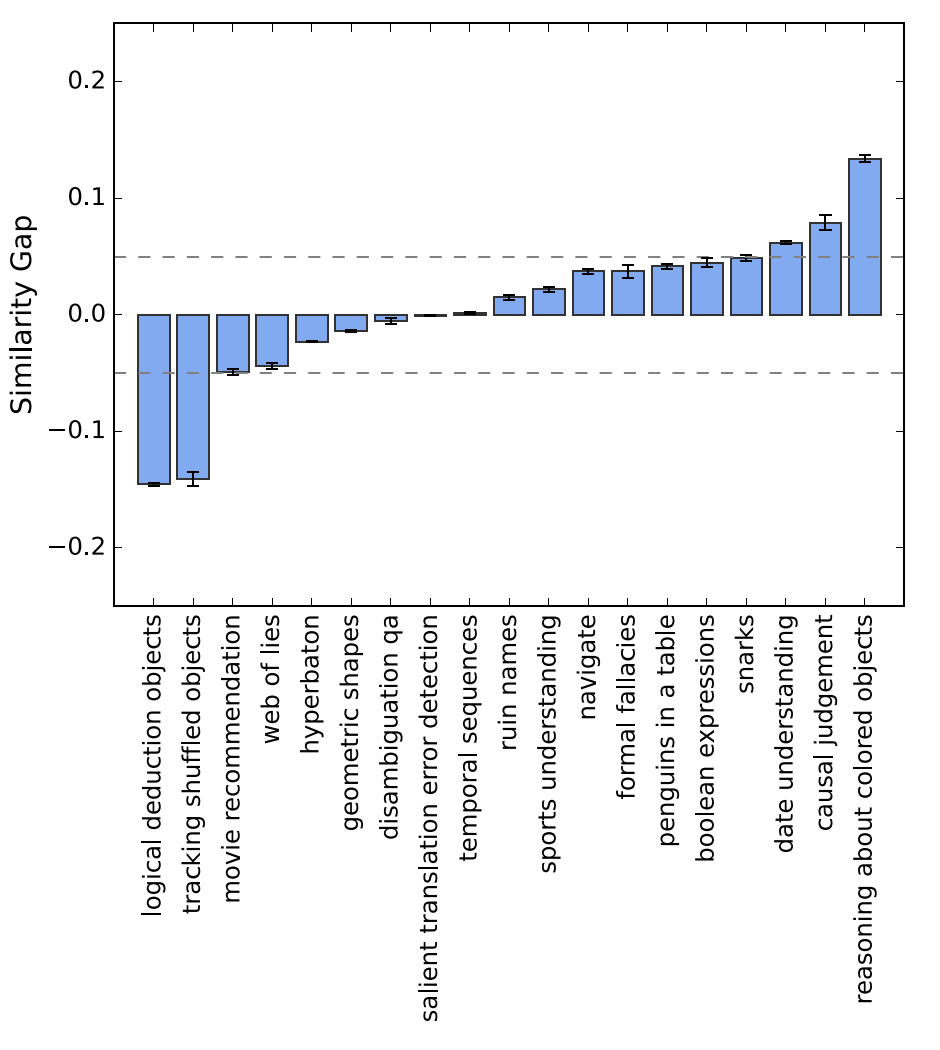 0.2
0.1
0.0
−0.1
−0.2
Similarity Gap
logical deduction objects
tracking shuffled objects
movie recommendation
web of lies
hyperbaton
geometric shapes
disambiguation qa
salient translation error detection
temporal sequences
ruin names
sports understanding
navigate
formal fallacies
penguins in a table
boolean expressions
snarks
date understanding
causal judgement
reasoning about colored objects